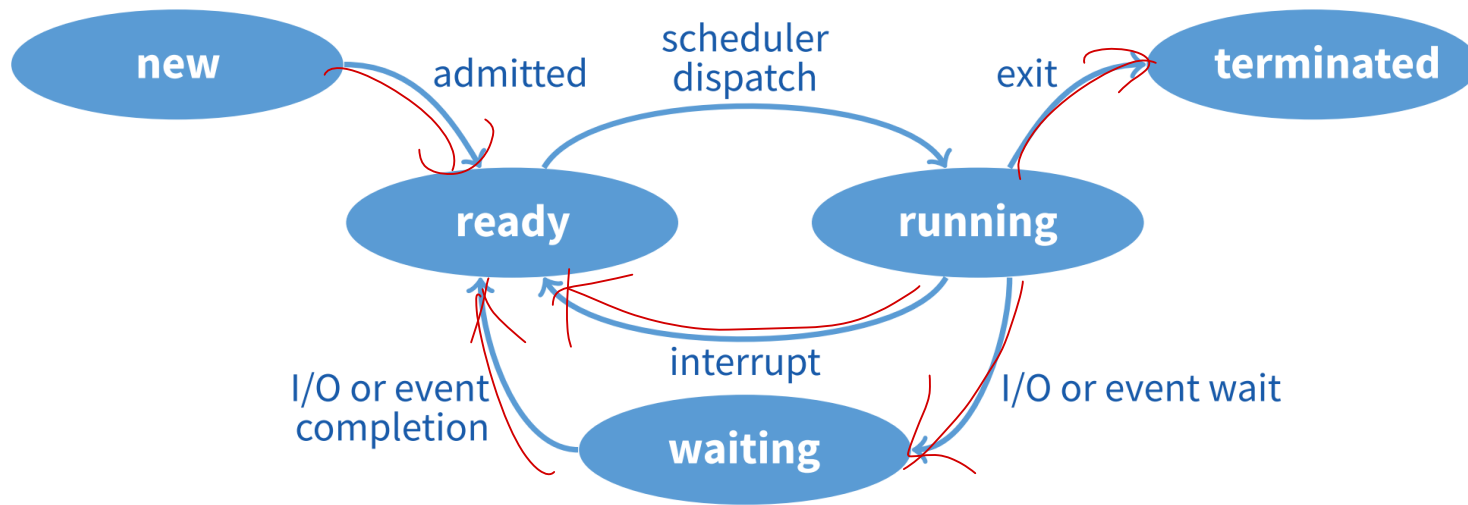 new
admitted
scheduler
dispatch
exit
terminated
ready
running
interrupt
I/O or event
completion
I/O or event wait
waiting